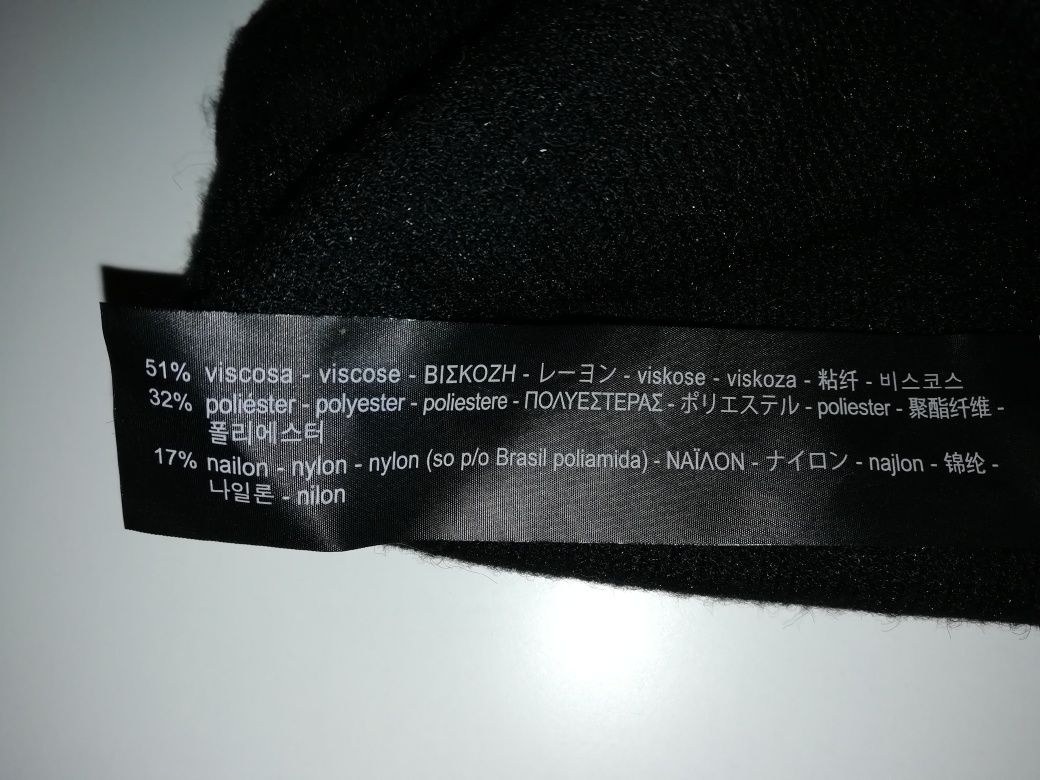 51% viscosa - viscose - ΒΙΣΚΟΖΗ - レーヨン - viskose - viskoza - 粘纤 - 비스코스
32% poliéster - polyester - poliestere - ΠΟΛΥΕΣΤΕΡΑΣ - ポリエステル - poliester - 聚酯纤维 -
폴리에스터
17% nailon - nylon - nylon (so p/o Brasil poliamida) - ΝΑΪΛΟΝ - ナイロン - najlon - 锦纶 -
나일론 - nilon